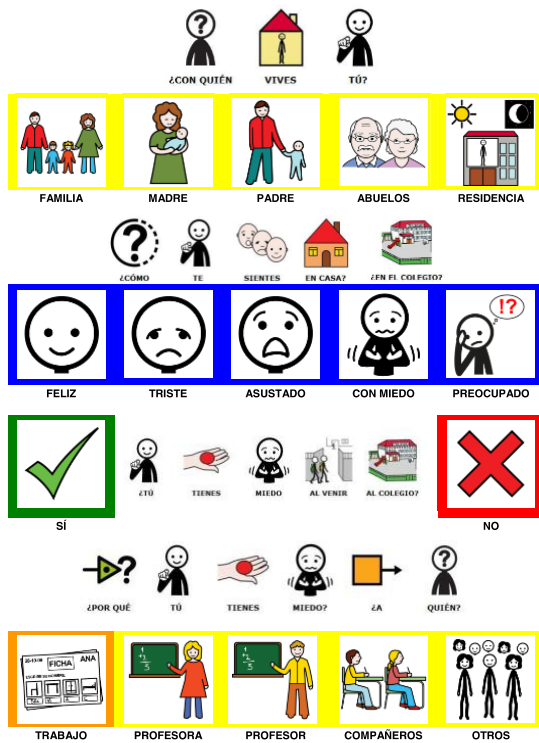 ¿CON QUIÉN VIVES TÚ?
FAMILIA MADRE PADRE ABUELOS RESIDENCIA
¿CÓMO TE SIENTES EN CASA? ¿EN EL COLEGIO?
!?
FELIZ TRISTE ASUSTADO CON MIEDO PREOCUPADO
¿TÚ TIENES MIEDO AL VENIR AL COLEGIO?
SÍ NO
¿POR QUÉ TÚ TIENES MIEDO? ¿A QUIÉN?
FICHA ANA
TRABAJO PROFESORA PROFESOR COMPAÑEROS OTROS